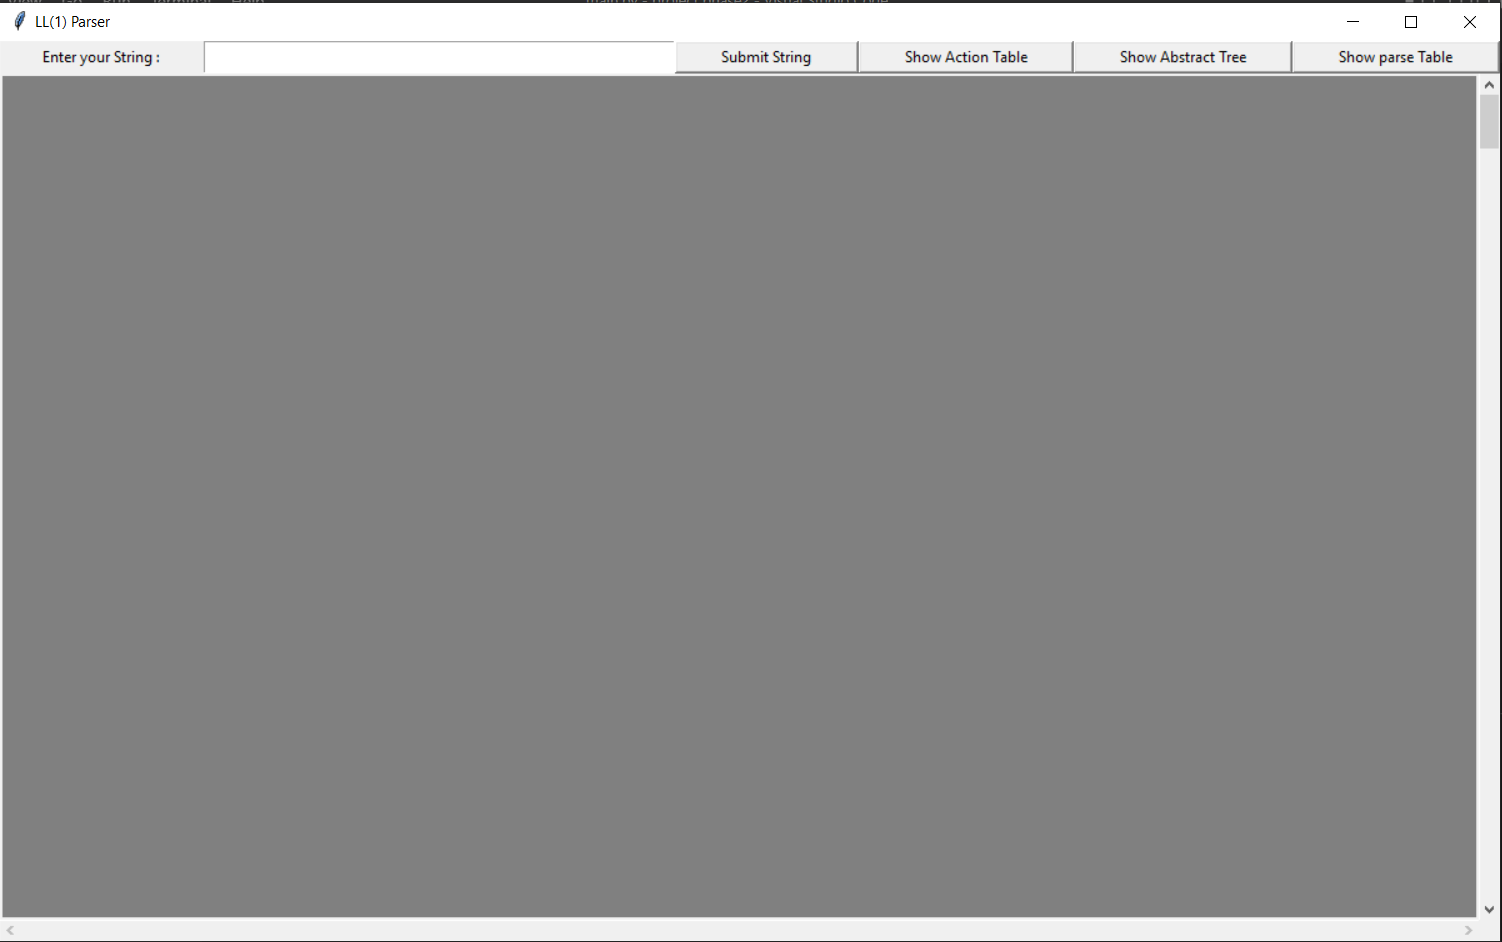 LL(1) Parser
Enter your String :
Submit String
Show Action Table
Show Abstract Tree
Show parse Table